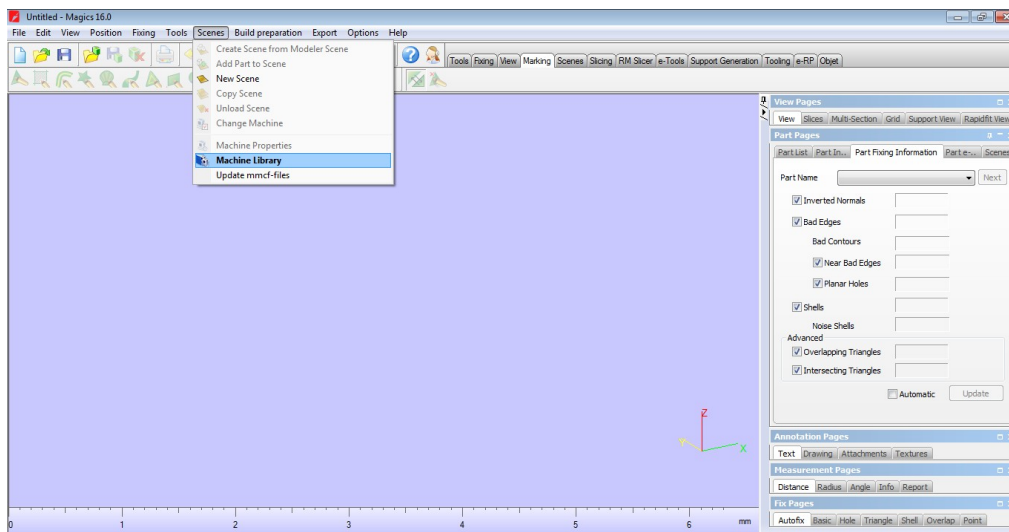 Untitled - Magics 16.0
File Edit View Position Fixing Tools Scenes Build preparation Export Options Help
Create Scene from Modeler Scene
Add Part to Scene
New Scene
Copy Scene
Unload Scene
Change Machine
Machine Properties
Machine Library
Update mmcf-files
Tools Fixing View Marking Scenes Slicing RM Slicer e-Tools Support Generation Tooling e-RP Objet
View Pages
View Slices Multi-Section Grid Support View Rapidfit View
Part Pages
Part List Part In... Part Fixing Information Part e-... Scene
Part Name Next
Inverted Normals
Bad Edges
Bad Contours
Near Bad Edges
Planar Holes
Shells
Noise Shells
Advanced
Overlapping Triangles
Intersecting Triangles
Automatic Update
Annotation Pages
Text Drawing Attachments Textures
Measurement Pages
Distance Radius Angle Info Report
Fix Pages
Autofix Basic Hole Triangle Shell Overlap Point
Z
Y X
0 1 2 3 4 5 6 mm